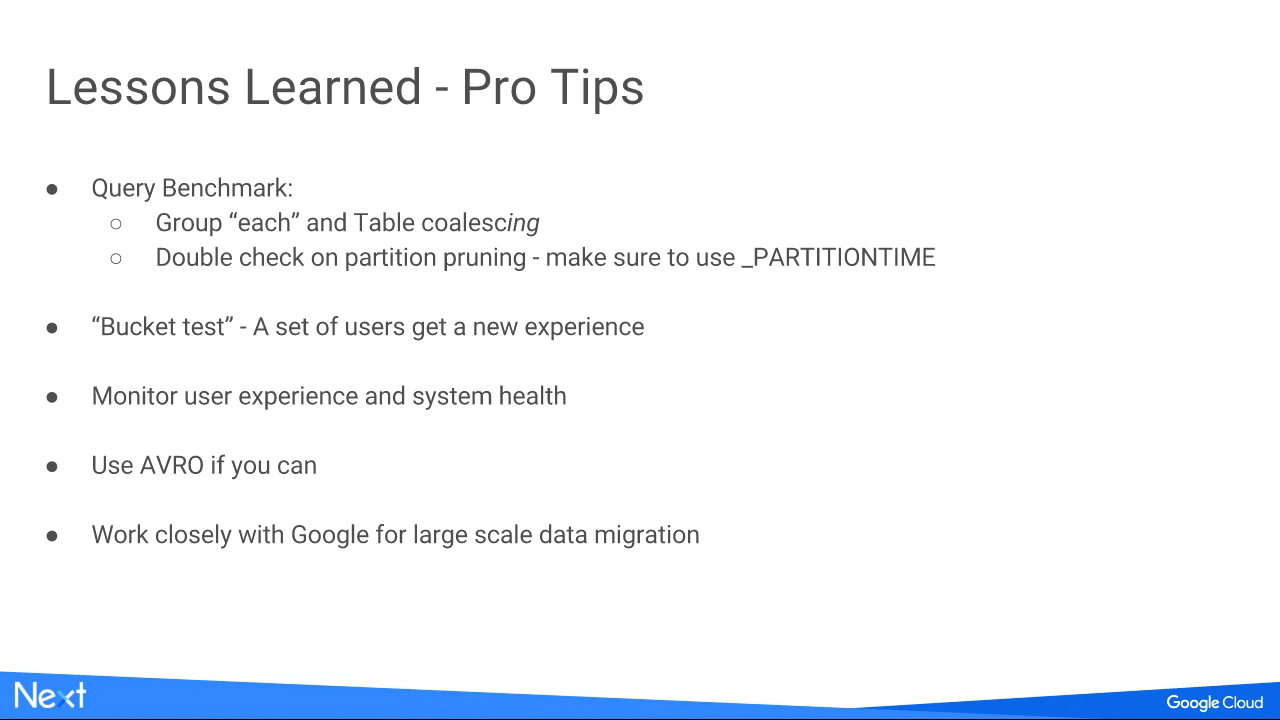 Lessons Learned - Pro Tips
● Query Benchmark:
○ Group “each” and Table coalescing
○ Double check on partition pruning - make sure to use _PARTITIONTIME
● “Bucket test” - A set of users get a new experience
● Monitor user experience and system health
● Use AVRO if you can
● Work closely with Google for large scale data migration
Next
Google Cloud